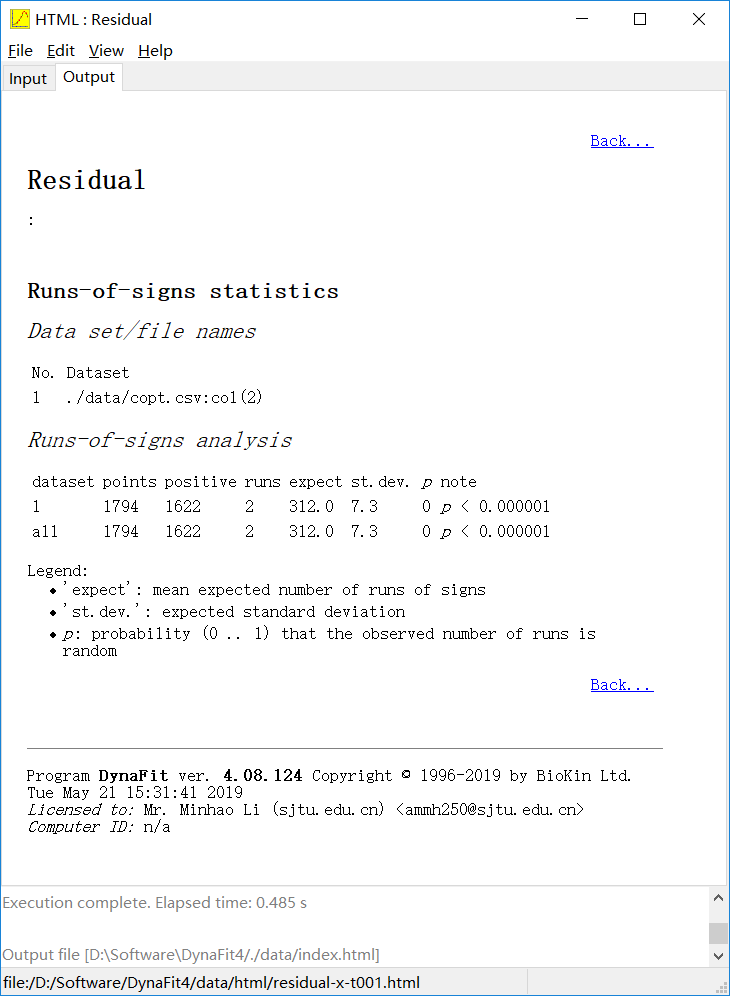 HTML : Residual
File Edit View Help
Input Output
Back...
Residual
:
Runs-of-signs statistics
Data set/file names
No. Dataset
1 ./data/copt.csv:col(2)
Runs-of-signs analysis
dataset points positive runs expect st.dev. p note
1 1794 1622 2 312.0 7.3 0 p < 0.000001
all 1794 1622 2 312.0 7.3 0 p < 0.000001
Legend:
• 'expect': mean expected number of runs of signs
• 'st.dev.': expected standard deviation
• p: probability (0 .. 1) that the observed number of runs is
random
Back...
Program DynaFit ver. 4.08.124 Copyright © 1996-2019 by BioKin Ltd.
Tue May 21 15:31:41 2019
Licensed to: Mr. Minhao Li (sjtu.edu.cn) <ammh250@sjtu.edu.cn>
Computer ID: n/a
Execution complete. Elapsed time: 0.485 s
Output file [D:\Software\DynaFit4/./data/index.html]
file:/D:/Software/DynaFit4/data/html/residual-x-t001.html